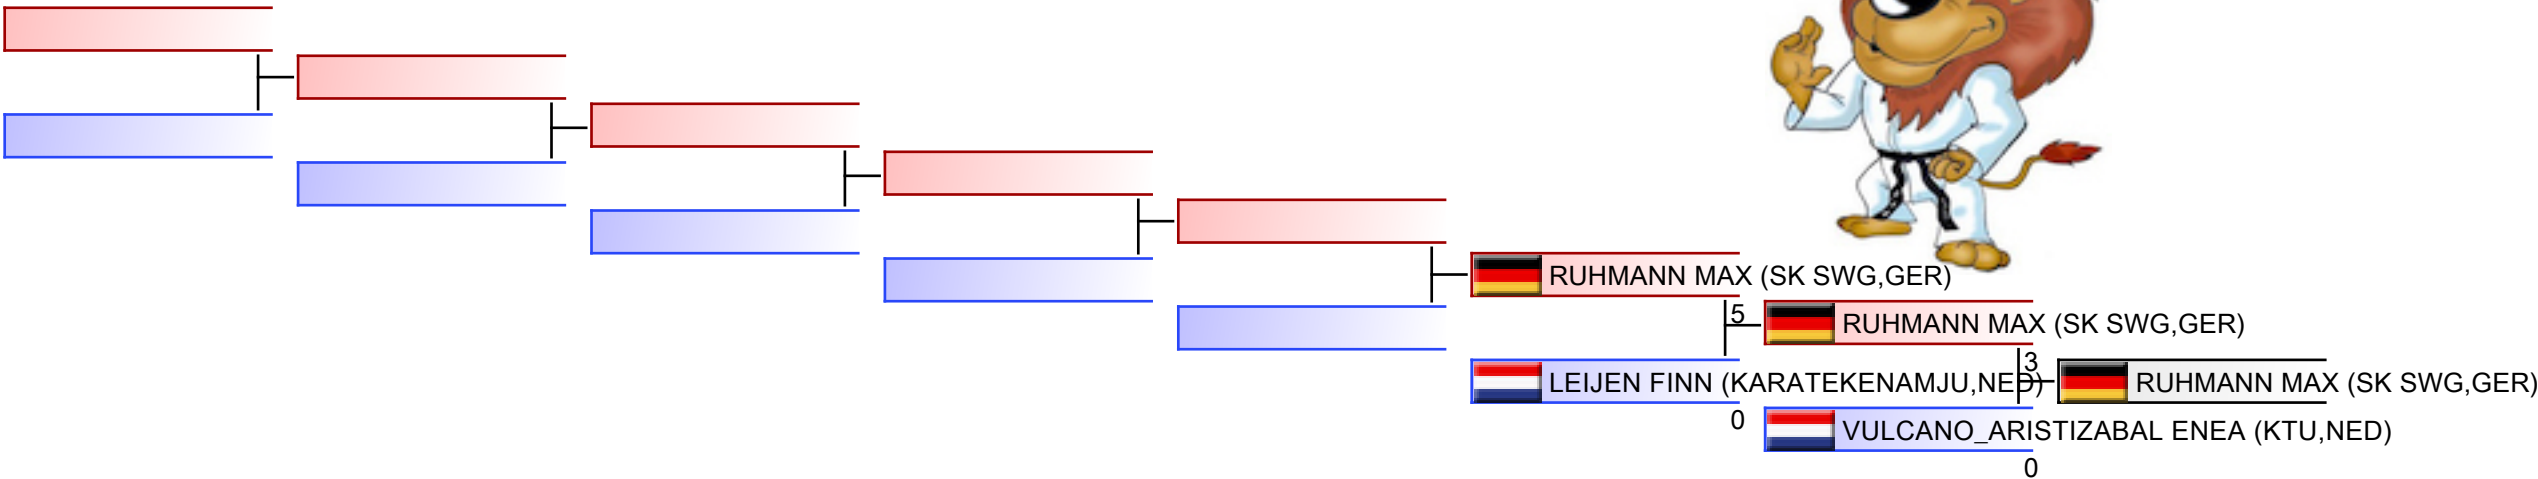 RUHMANN MAX (SK SWG,GER)
5
RUHMANN MAX (SK SWG,GER)
3
LEIJEN FINN (KARATEKENAMJU,NED)
RUHMANN MAX (SK SWG,GER)
0
VULCANO_ARISTIZABAL ENEA (KTU,NED)
0